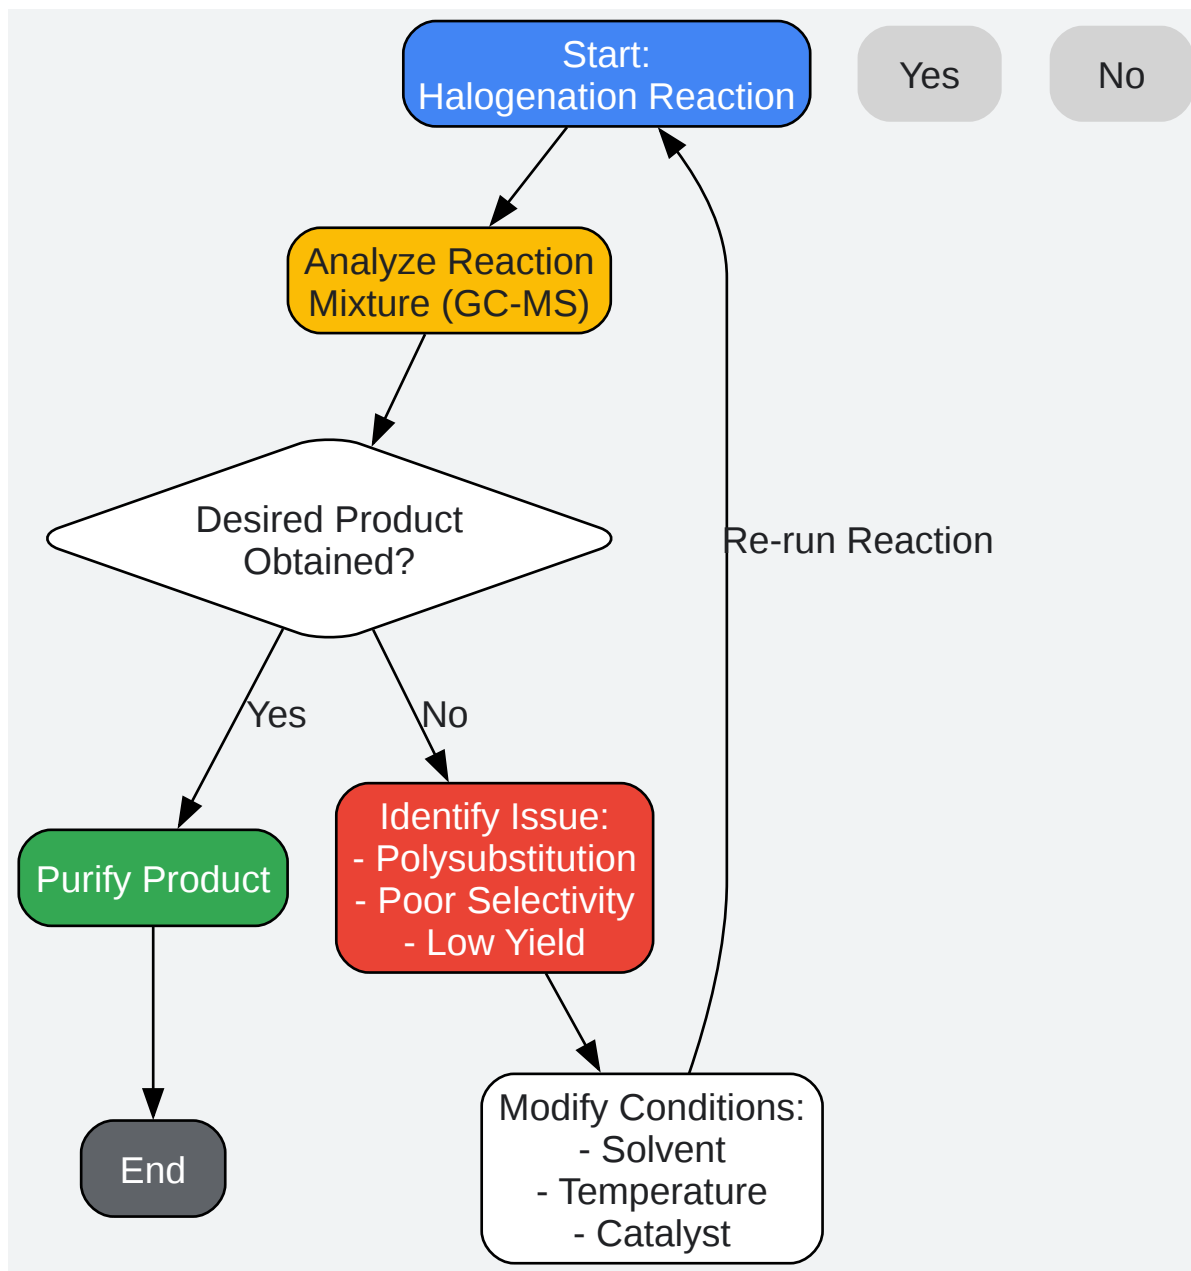 Start:
Halogenation Reaction
Yes
No
Analyze Reaction
Mixture (GC-MS)
Desired Product
Obtained?
Re-run Reaction
Yes
No
Purify Product
Identify Issue:
- Polysubstitution
- Poor Selectivity
- Low Yield
End
Modify Conditions:
- Solvent
- Temperature
- Catalyst